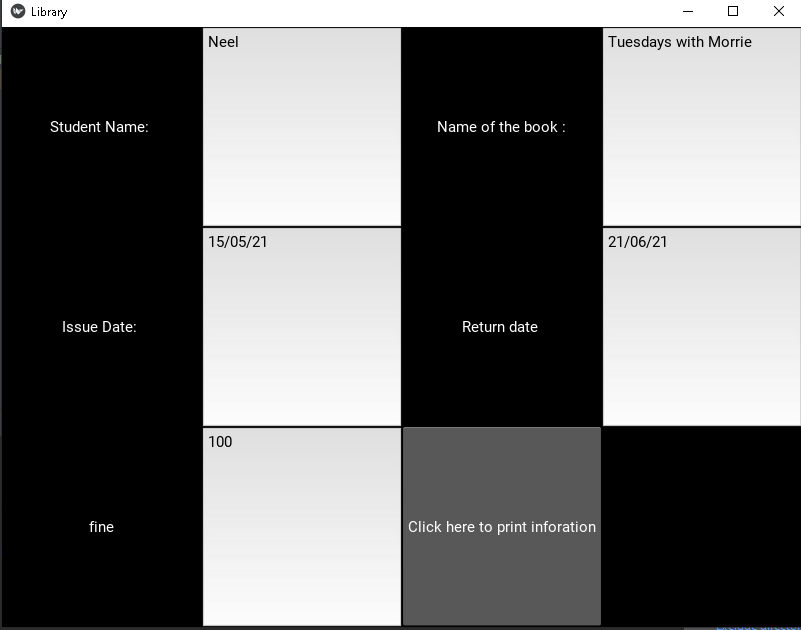 Library
Neel
Tuesdays with Morrie
Student Name:
Name of the book :
15/05/21
21/06/21
Issue Date:
Return date
100
fine
Click here to print inforation